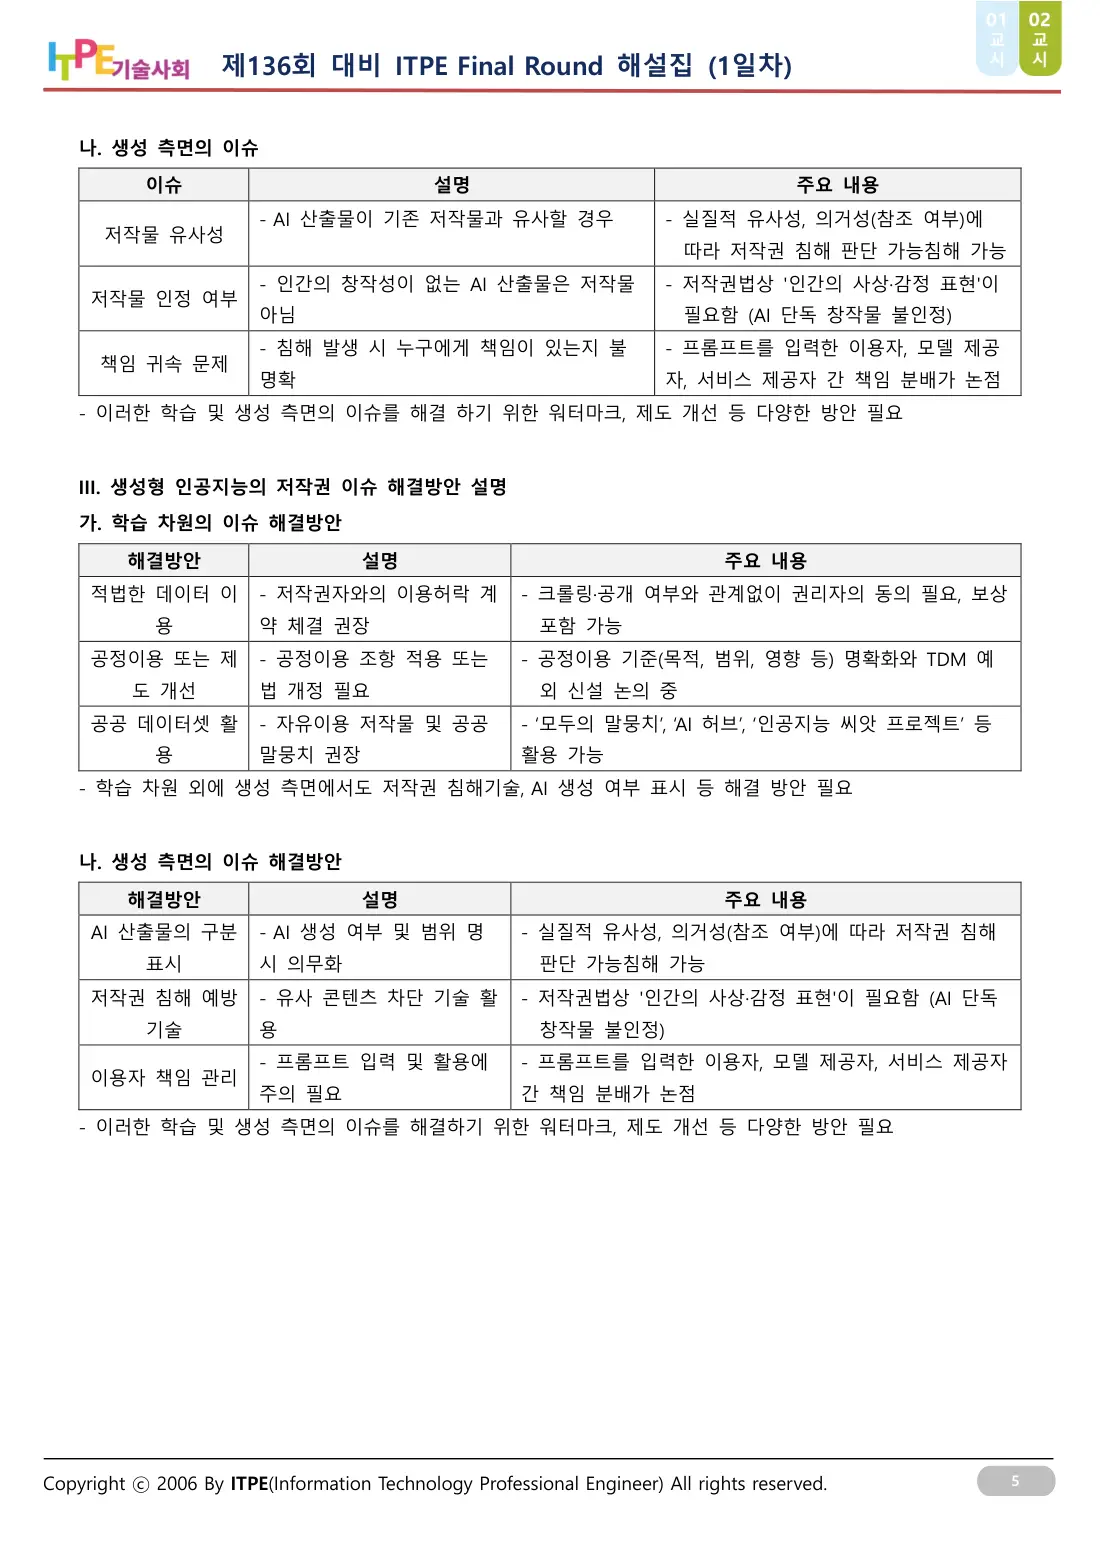 01
교
시
02
교
시
ITPE기술사회
제136회 대비 ITPE Final Round 해설집 (1일차)
나. 생성 측면의 이슈
이슈
설명
주요 내용
저작물 유사성
- AI 산출물이 기존 저작물과 유사할 경우
- 실질적 유사성, 의거성(참조 여부)에
따라 저작권 침해 판단 가능침해 가능
저작물 인정 여부
- 인간의 창작성이 없는 AI 산출물은 저작물
아님
- 저작권법상 '인간의 사상·감정 표현'이
필요함 (AI 단독 창작물 불인정)
책임 귀속 문제
- 침해 발생 시 누구에게 책임이 있는지 불
명확
- 프롬프트를 입력한 이용자, 모델 제공
자, 서비스 제공자 간 책임 분배가 논점
- 이러한 학습 및 생성 측면의 이슈를 해결 하기 위한 워터마크, 제도 개선 등 다양한 방안 필요
III. 생성형 인공지능의 저작권 이슈 해결방안 설명
가. 학습 차원의 이슈 해결방안
해결방안
설명
주요 내용
적법한 데이터 이
용
- 저작권자와의 이용허락 계
약 체결 권장
- 크롤링·공개 여부와 관계없이 권리자의 동의 필요, 보상
포함 가능
공정이용 또는 제
도 개선
- 공정이용 조항 적용 또는
법 개정 필요
- 공정이용 기준(목적, 범위, 영향 등) 명확화와 TDM 예
외 신설 논의 중
공공 데이터셋 활
용
- 자유이용 저작물 및 공공
말뭉치 권장
- ‘모두의 말뭉치’, ‘AI 허브’, ‘인공지능 씨앗 프로젝트’ 등
활용 가능
- 학습 차원 외에 생성 측면에서도 저작권 침해기술, AI 생성 여부 표시 등 해결 방안 필요
나. 생성 측면의 이슈 해결방안
해결방안
설명
주요 내용
AI 산출물의 구분
표시
- AI 생성 여부 및 범위 명
시 의무화
- 실질적 유사성, 의거성(참조 여부)에 따라 저작권 침해
판단 가능침해 가능
저작권 침해 예방
기술
- 유사 콘텐츠 차단 기술 활
용
- 저작권법상 '인간의 사상·감정 표현'이 필요함 (AI 단독
창작물 불인정)
이용자 책임 관리
- 프롬프트 입력 및 활용에
주의 필요
- 프롬프트를 입력한 이용자, 모델 제공자, 서비스 제공자
간 책임 분배가 논점
- 이러한 학습 및 생성 측면의 이슈를 해결하기 위한 워터마크, 제도 개선 등 다양한 방안 필요
Copyright ⓒ 2006 By ITPE(Information Technology Professional Engineer) All rights reserved.
5